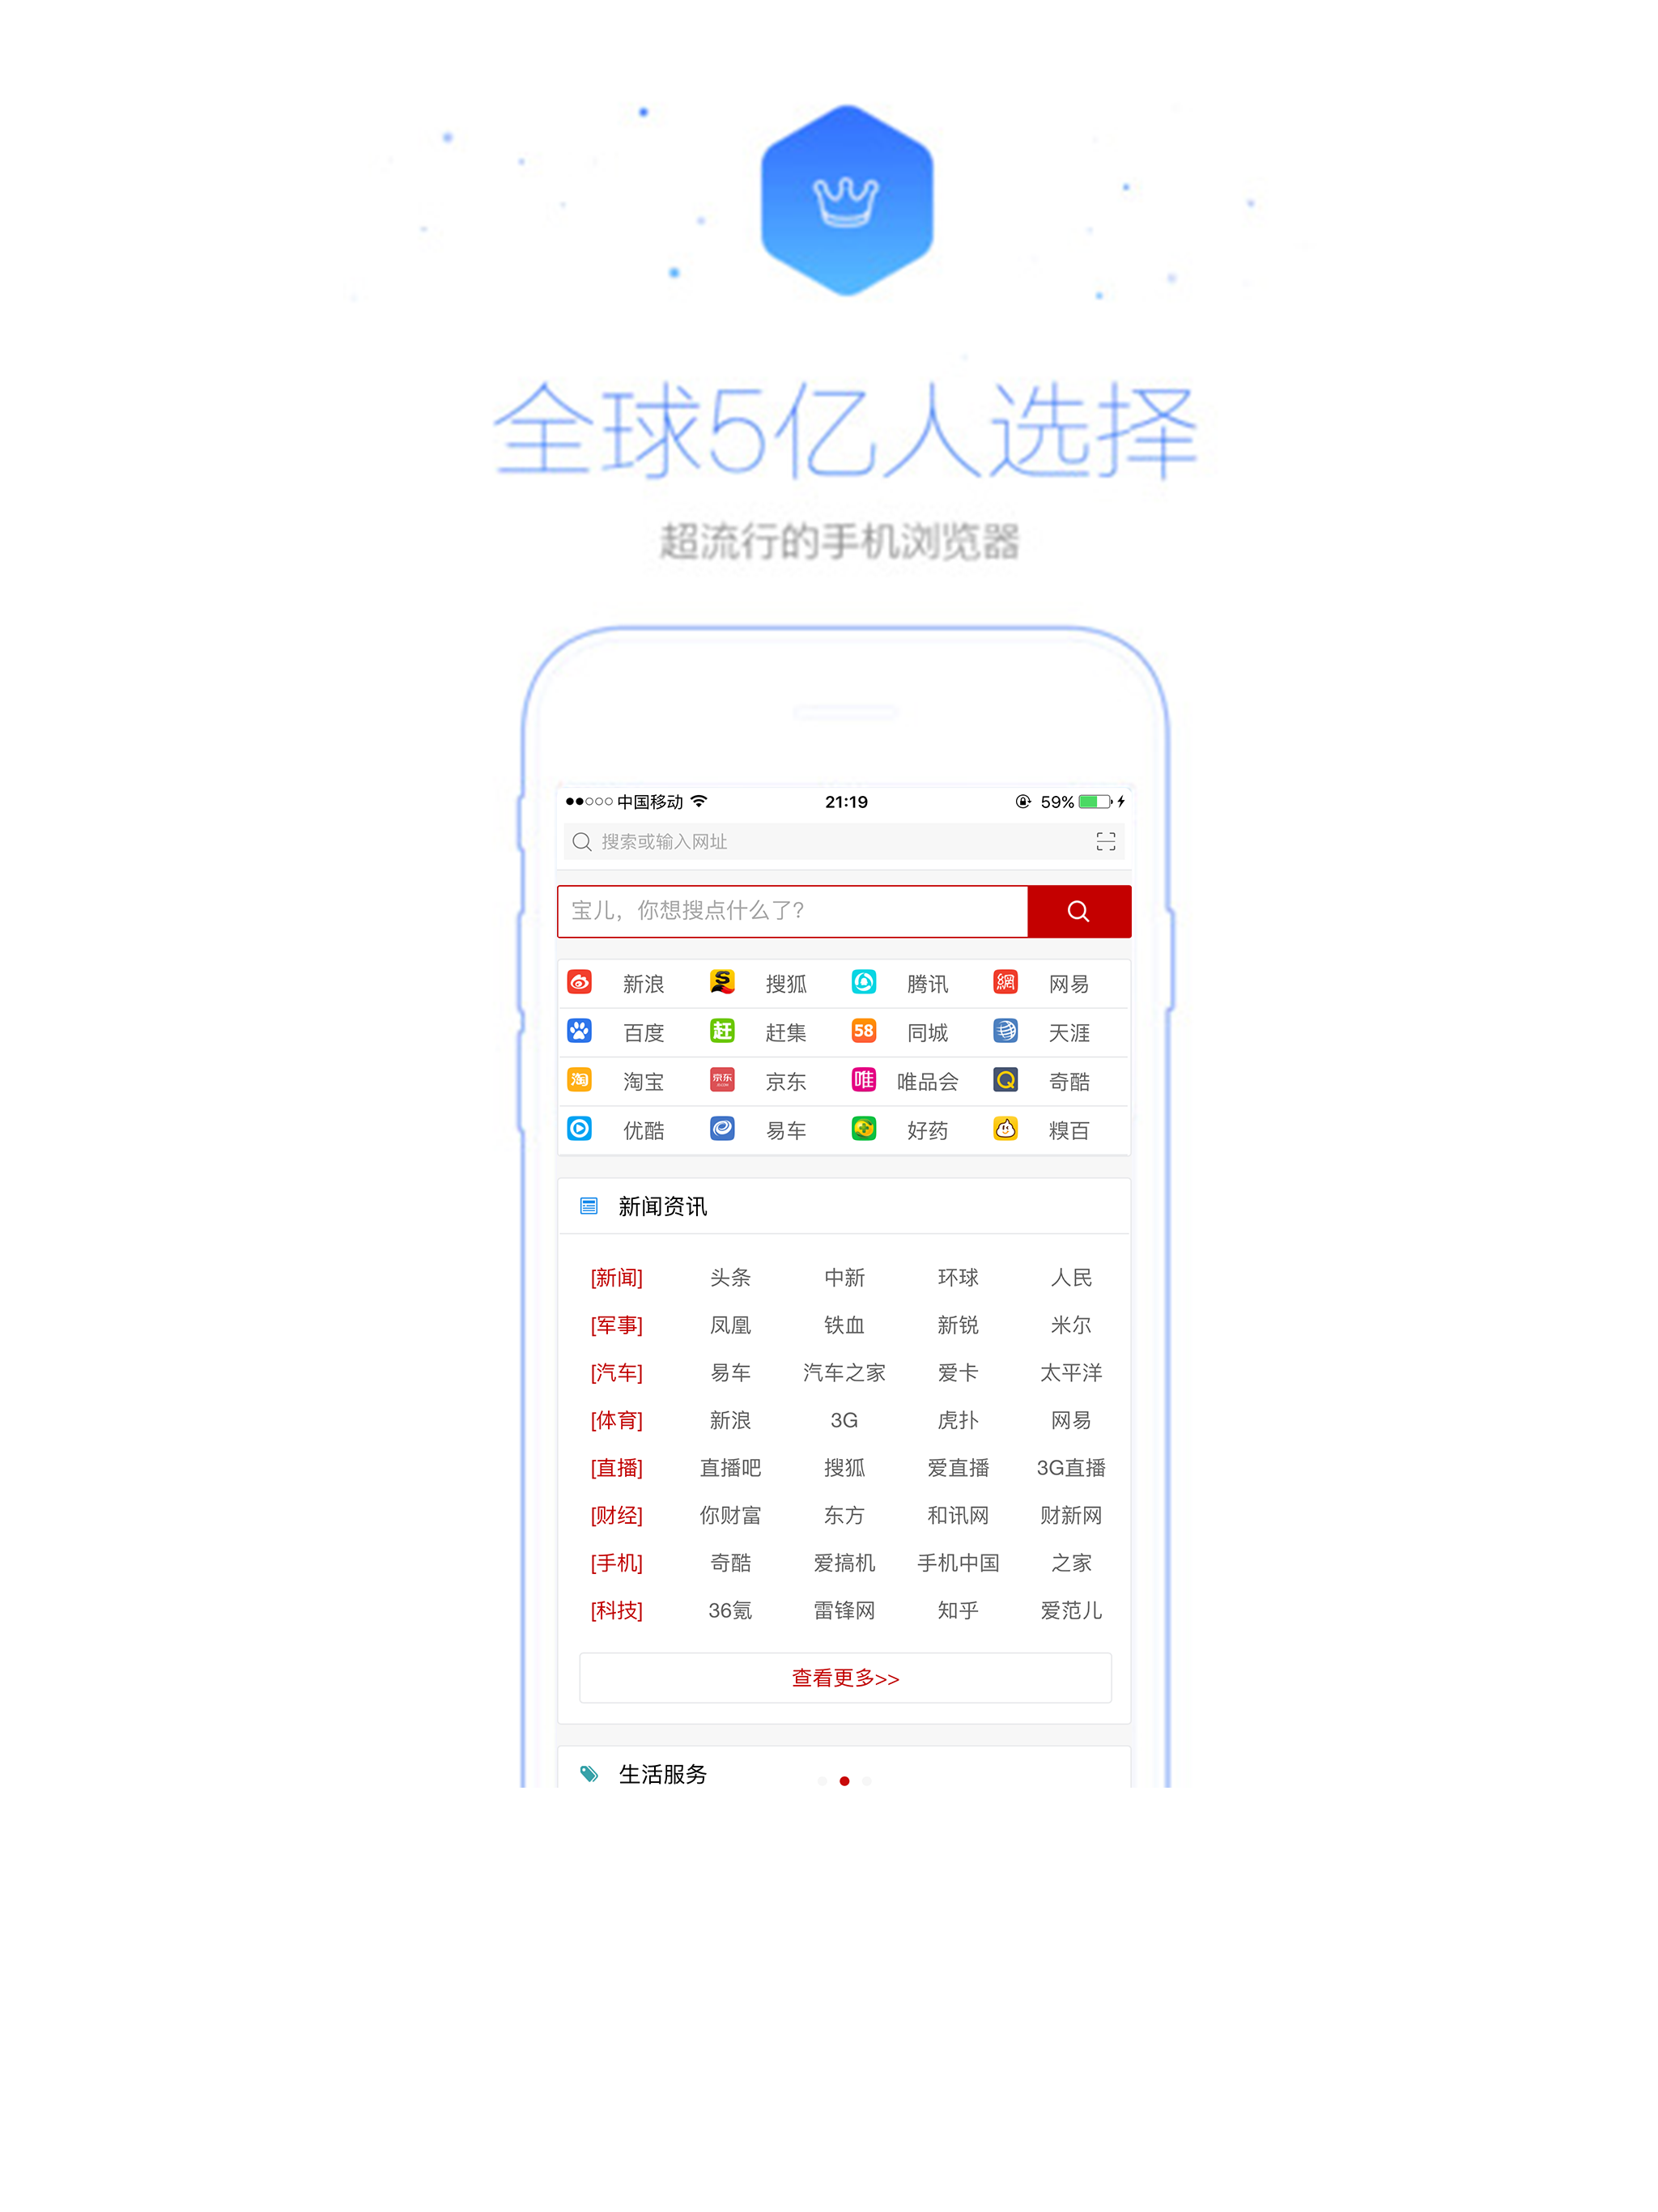 全球5亿人选择
超流行的手机浏览器
中国移动 21:19 59%
搜索或输入网址
宝儿，你想搜点什么了?
新浪 搜狐 腾讯 網 网易
百度 赶 赶集 58 同城 天涯
淘 淘宝 京东 京东 唯 唯品会 奇酷
优酷 易车 好药 糗百
新闻资讯
[新闻] 头条 中新 环球 人民
[军事] 凤凰 铁血 新锐 米尔
[汽车] 易车 汽车之家 爱卡 太平洋
[体育] 新浪 3G 虎扑 网易
[直播] 直播吧 搜狐 爱直播 3G直播
[财经] 你财富 东方 和讯网 财新网
[手机] 奇酷 爱搞机 手机中国 之家
[科技] 36氪 雷锋网 知乎 爱范儿
查看更多>>
生活服务